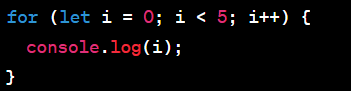 for (let i = 0; i < 5; i++) {
  console.log(i);
}